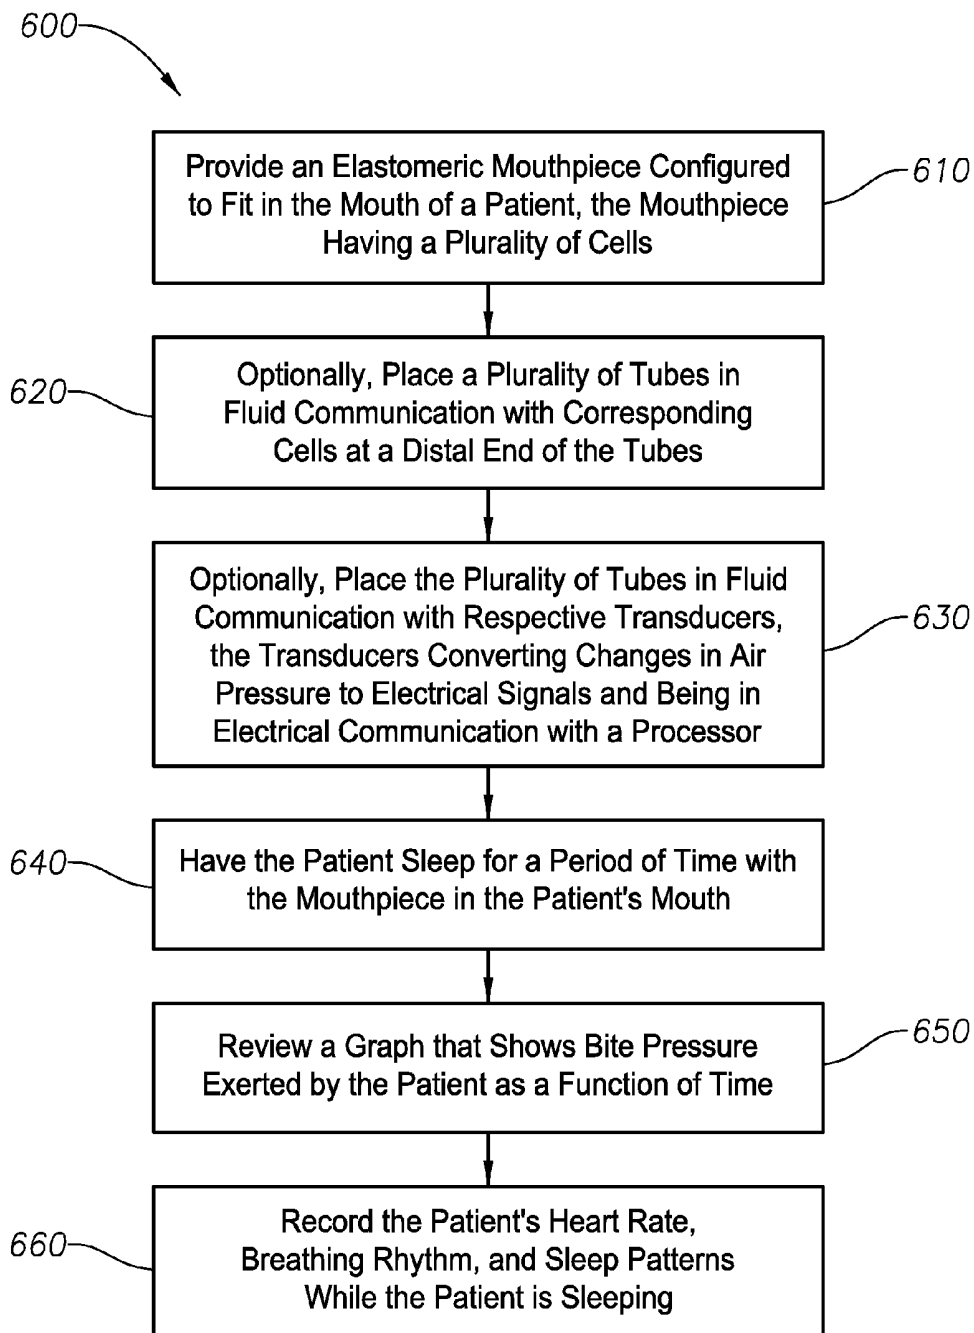 600
Provide an Elastomeric Mouthpiece Configured
to Fit in the Mouth of a Patient, the Mouthpiece
Having a Plurality of Cells
610
Optionally, Place a Plurality of Tubes in
Fluid Communication with Corresponding
Cells at a Distal End of the Tubes
620
Optionally, Place the Plurality of Tubes in Fluid
Communication with Respective Transducers,
the Transducers Converting Changes in Air
Pressure to Electrical Signals and Being in
Electrical Communication with a Processor
630
Have the Patient Sleep for a Period of Time with
the Mouthpiece in the Patient's Mouth
640
Review a Graph that Shows Bite Pressure
Exerted by the Patient as a Function of Time
650
Record the Patient's Heart Rate,
Breathing Rhythm, and Sleep Patterns
While the Patient is Sleeping
660